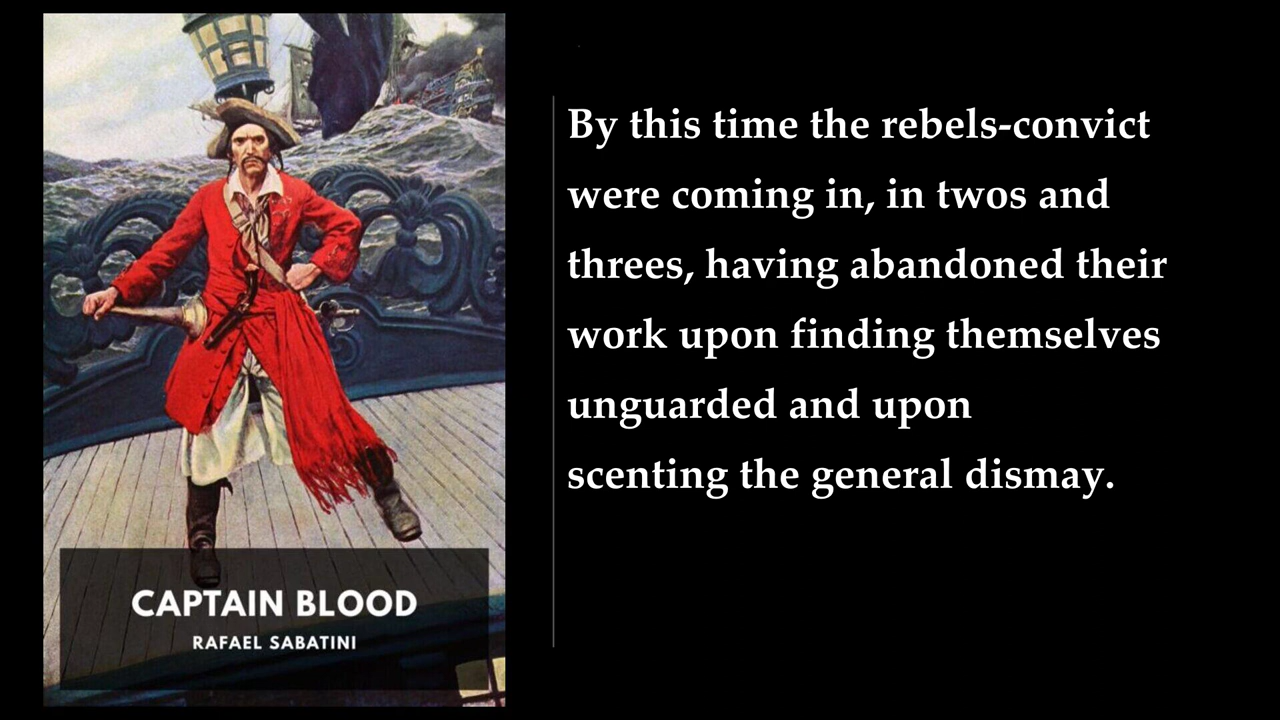 By this time the rebels-convict
were coming in, in twos and
threes, having abandoned their
work upon finding themselves
unguarded and upon
scenting the general dismay.
CAPTAIN BLOOD
RAFAEL SABATINI